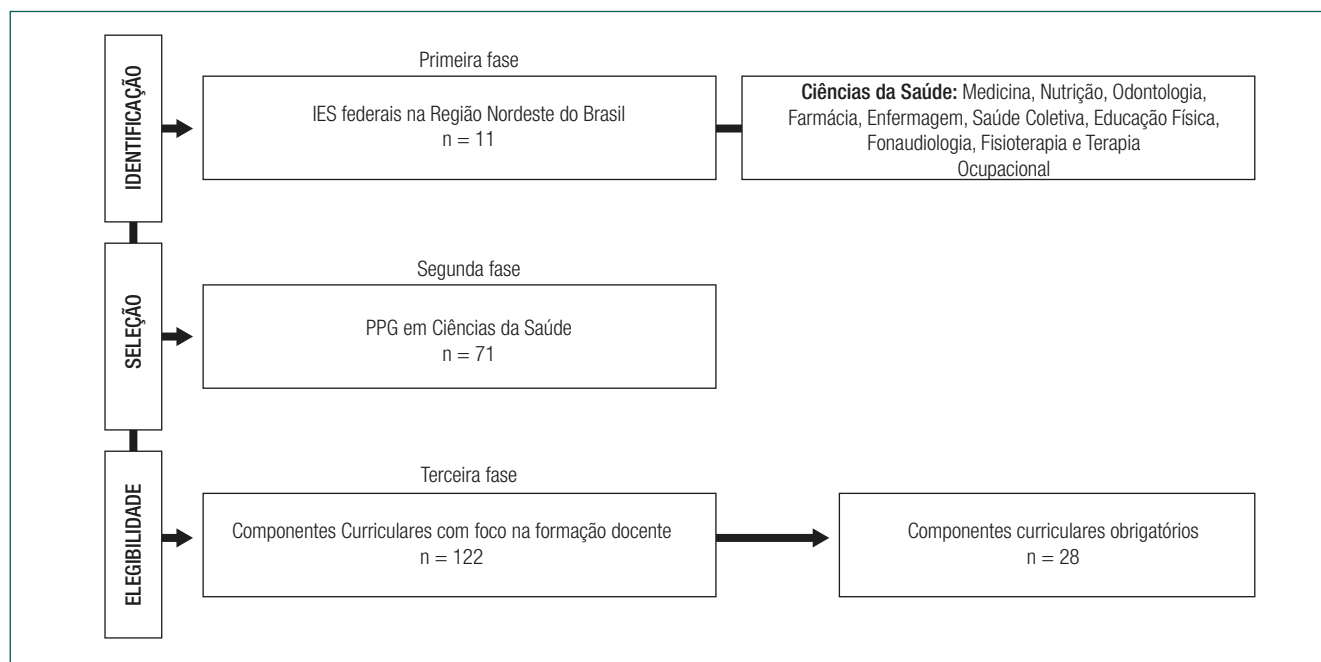 IDENTIFICAÇÃO
Primeira fase
IES federais na Região Nordeste do Brasil
n = 11
Ciências da Saúde: Medicina, Nutrição, Odontologia,
Farmácia, Enfermagem, Saúde Coletiva, Educação Física,
Fonaudiologia, Fisioterapia e Terapia
Ocupacional
SELEÇÃO
Segunda fase
PPG em Ciências da Saúde
n = 71
ELEGIBILIDADE
Terceira fase
Componentes Curriculares com foco na formação docente
n = 122
Componentes curriculares obrigatórios
n = 28